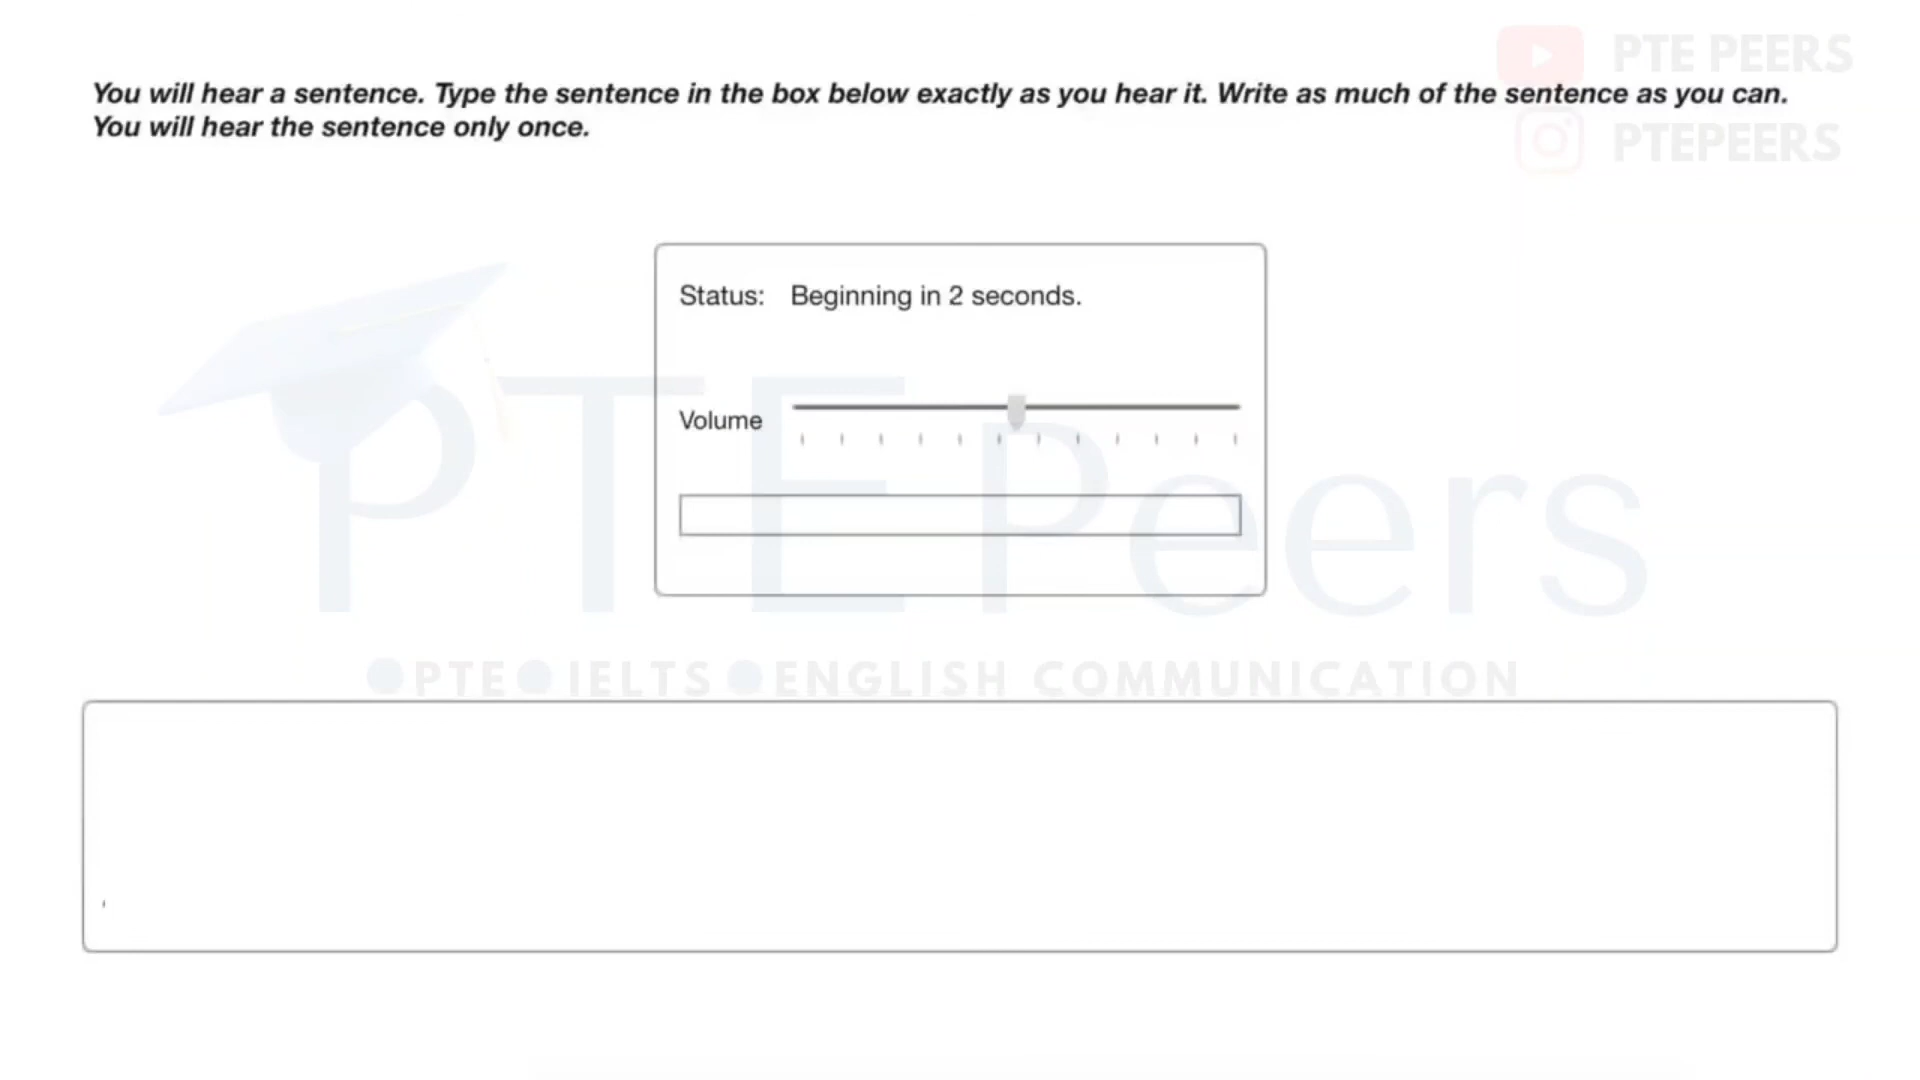 PTE PEERS
You will hear a sentence. Type the sentence in the box below exactly as you hear it. Write as much of the sentence as you can.
You will hear the sentence only once.
PTEPEERS
Status: Beginning in 2 seconds.
Volume
PTE Peers
PTE IELTS ENGLISH COMMUNICATION